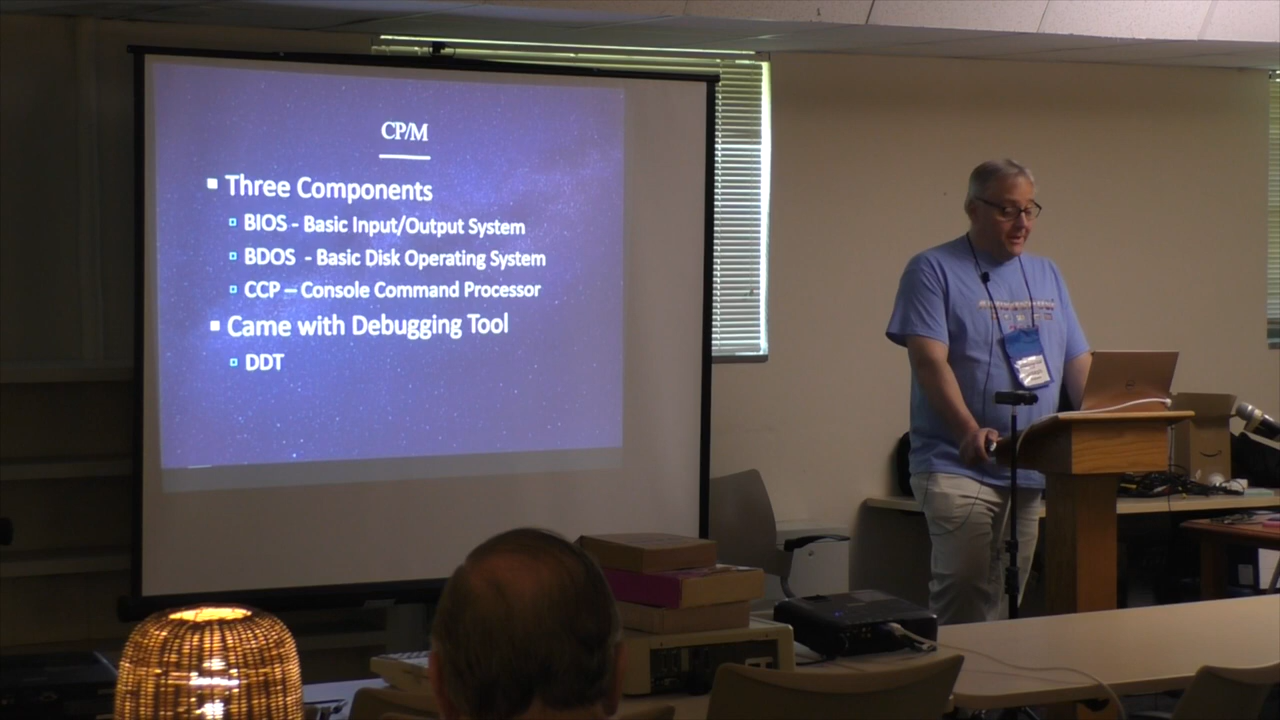 CP/M
Three Components
BIOS - Basic Input/Output System
BDOS - Basic Disk Operating System
CCP – Console Command Processor
Came with Debugging Tool
DDT